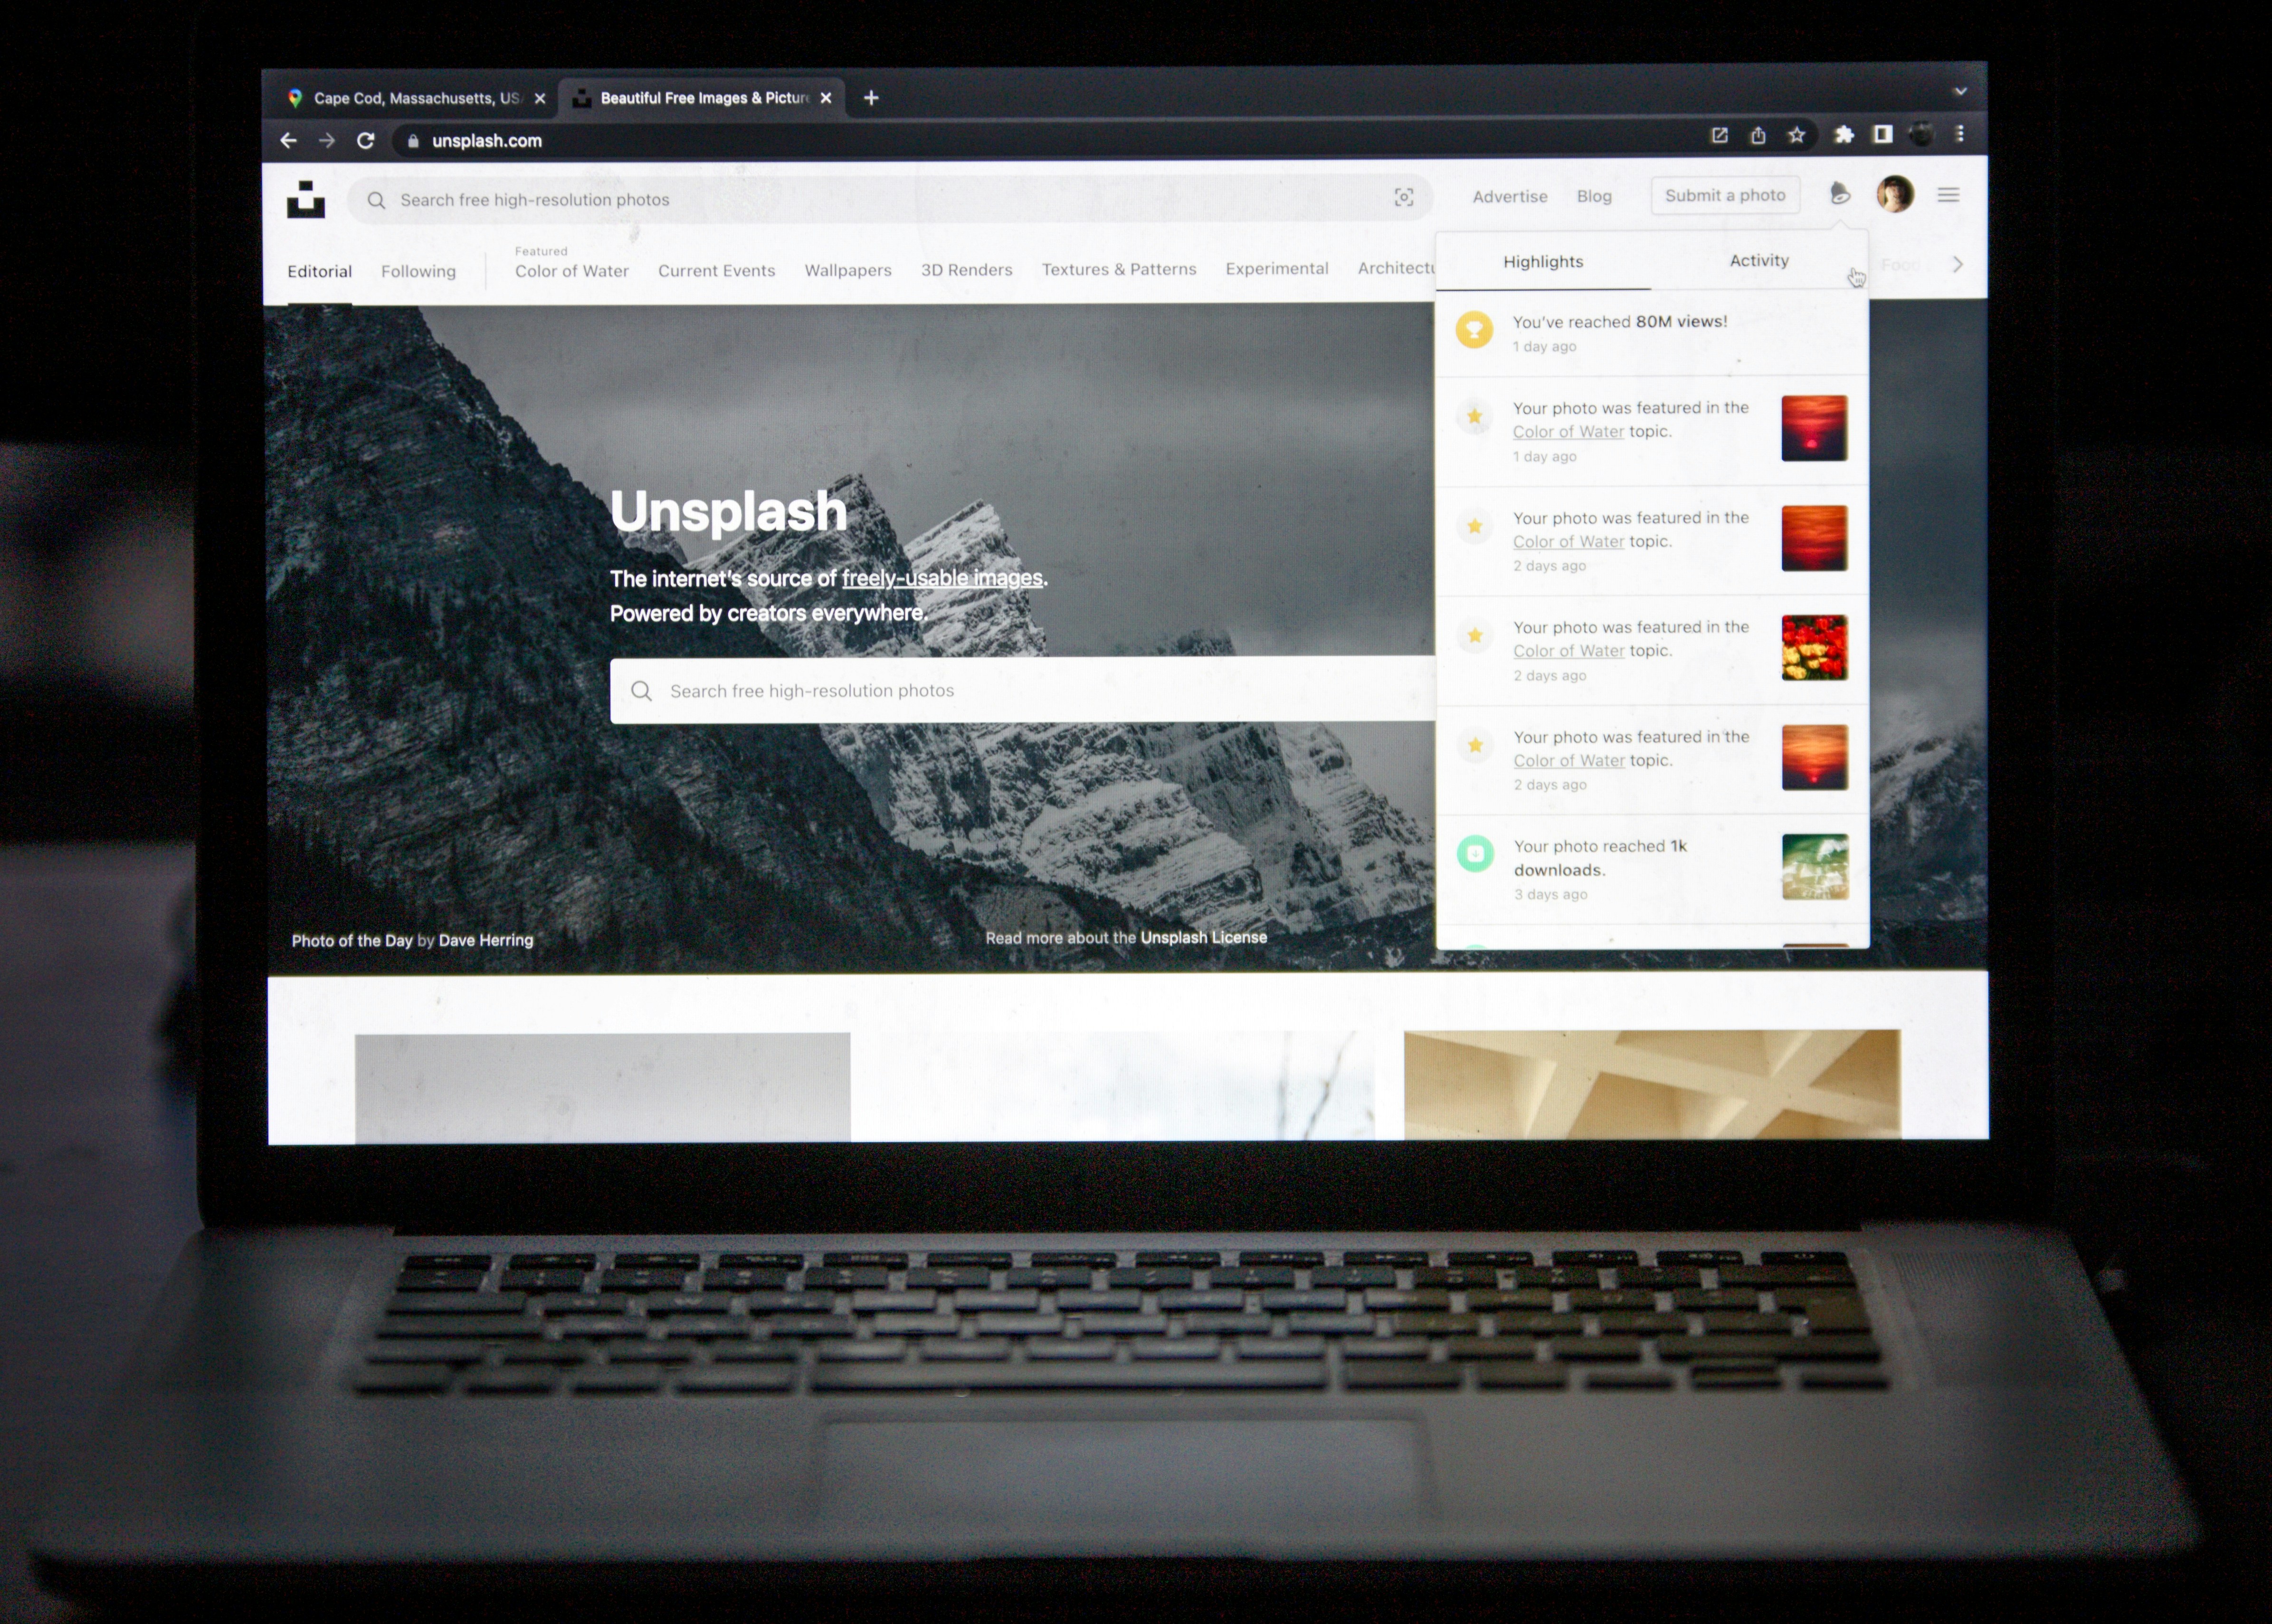 Cape Cod, Massachusetts, US
Beautiful Free Images &
unsplash.com
Search free high-resolution photos
Advertise
Blog
Submit a photo
Editorial
Following
Featured
Color of Water
Current Events
Wallpapers
3D Renders
Textures & Patterns
Experimental
Food
Highlights
Activity
You've reached 80M views!
1 day ago
Your photo was featured in the
Color of Water topic.
1 day ago
Your photo was featured in the
Color of Water topic.
2 days ago
Your photo was featured in the
Color of Water topic.
2 days ago
Your photo was featured in the
Color of Water topic.
2 days ago
Your photo reached 1k
downloads.
3 days ago
Unsplash
The internet's source of freely-usable images.
Powered by creators everywhere.
Search free high-resolution photos
Photo of the Day by Dave Herring
Read more about the Unsplash License